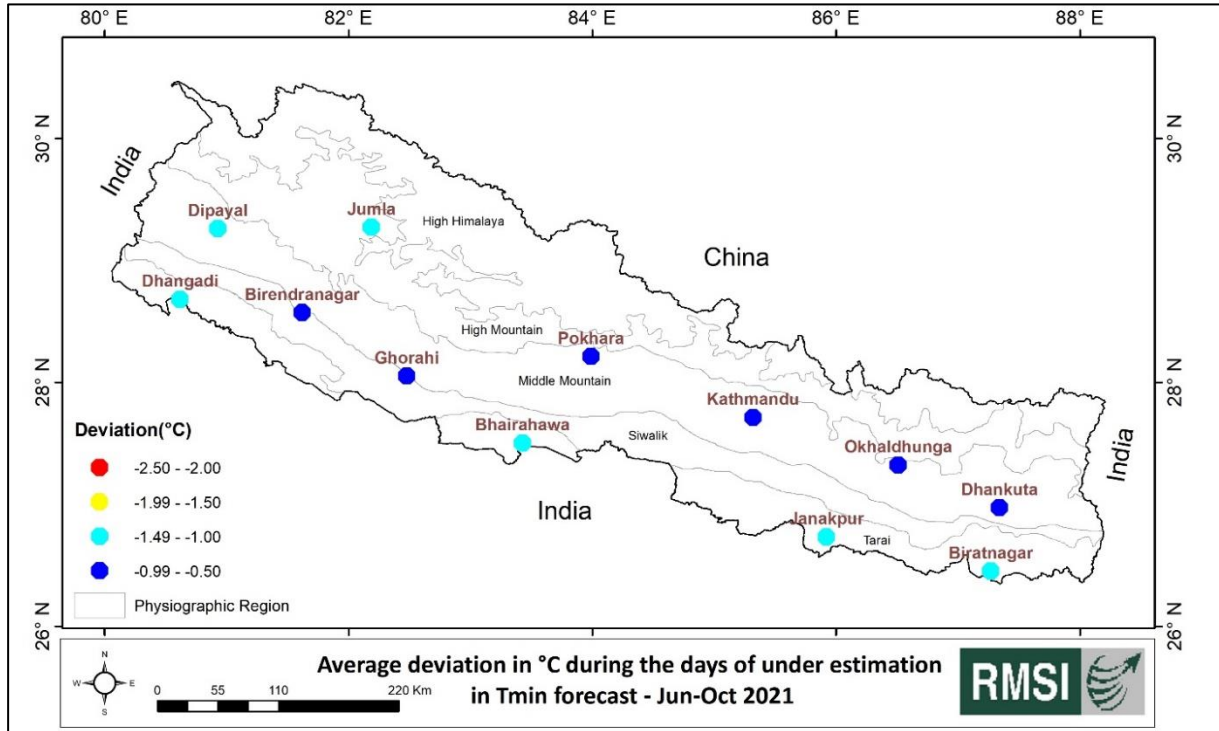 80° E
82° E
84° E
86° E
88° E
30° N
30° N
India
Dipayal
Jumla
High Himalaya
China
Dhangadi
Birendranagar
High Mountain
Pokhara
28° N
28° N
Ghorahi
Middle Mountain
Kathmandu
Bhairahawa
Siwalik
Okhaldhunga
India
Dhankuta
India
Janakpur
Tarai
Biratnagar
Deviation(°C)
-2.50 - -2.00
-1.99 - -1.50
-1.49 - -1.00
-0.99 - -0.50
Physiographic Region
26° N
26° N
N
W E
S
0 55 110 220 Km
Average deviation in °C during the days of under estimation
in Tmin forecast - Jun-Oct 2021
RMSI